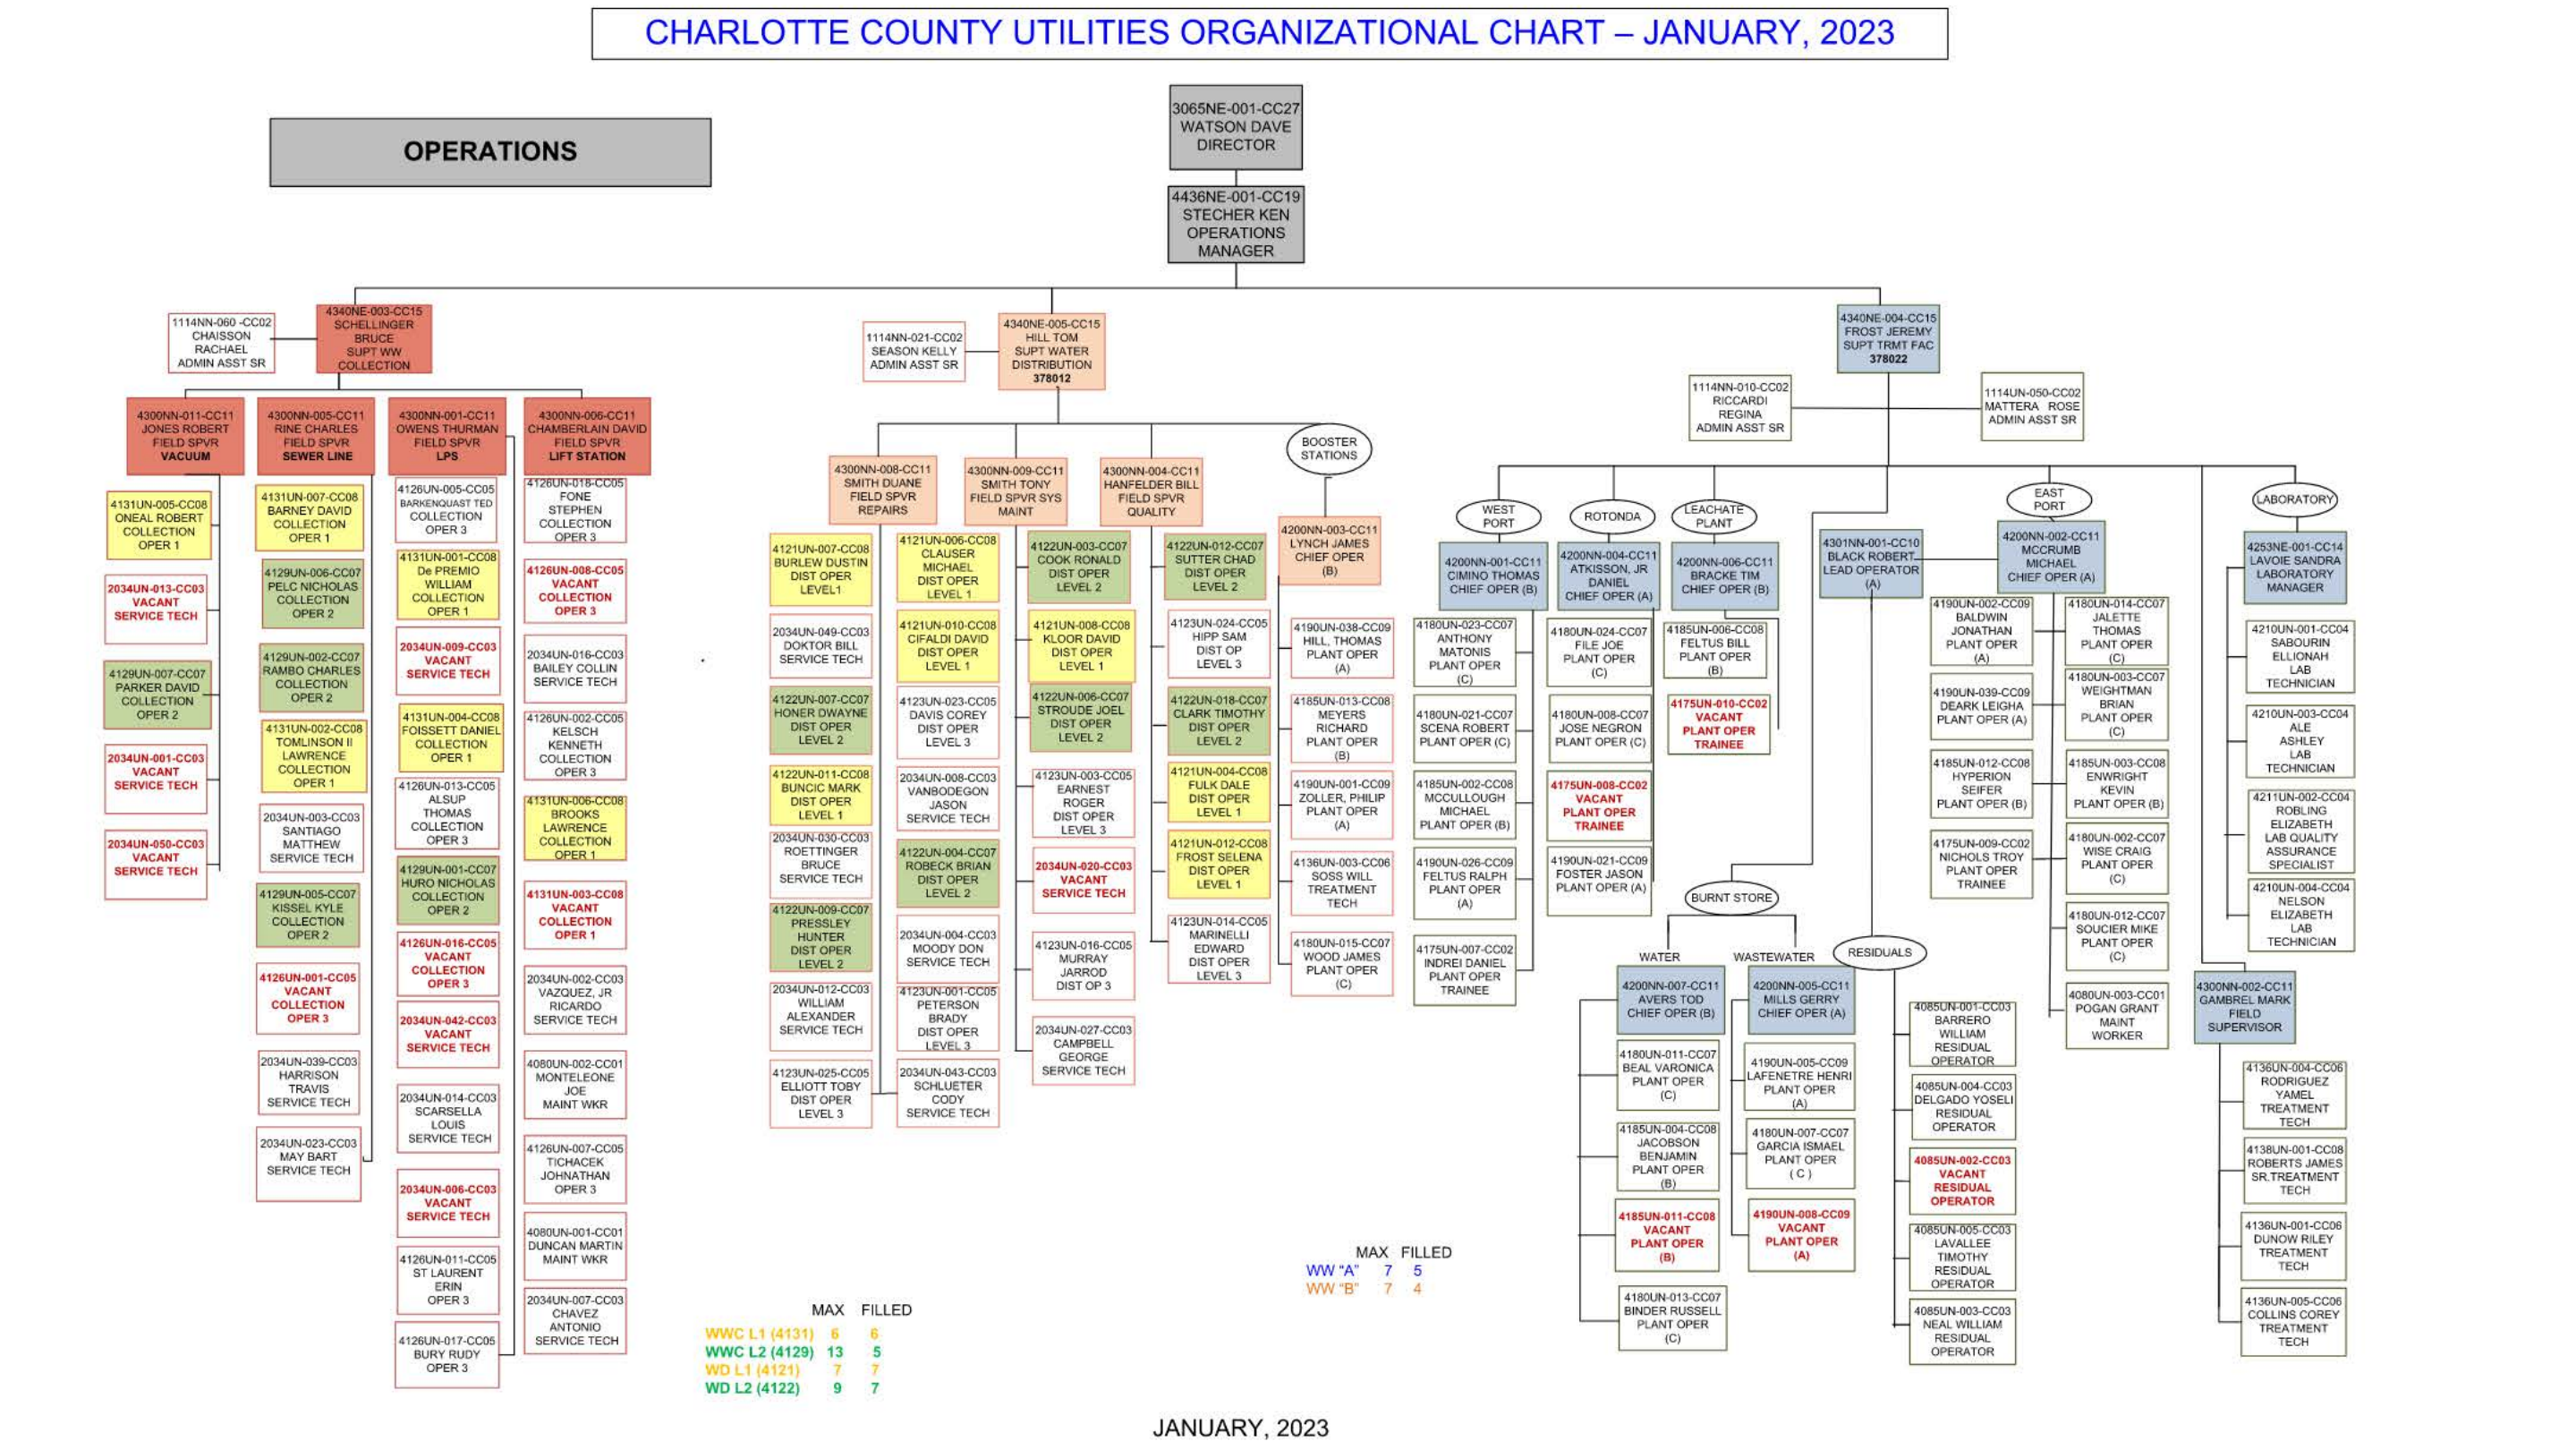 CHARLOTTE COUNTY UTILITIES ORGANIZATIONAL CHART – JANUARY, 2023
OPERATIONS
3065NE-001-CC27
WATSON DAVE
DIRECTOR
4436NE-001-CC19
STECHER KEN
OPERATIONS
MANAGER
1114NN-060 -CC02
CHAISSON
RACHAEL
ADMIN ASST SR
4340NE-003-CC15
SCHELLINGER
BRUCE
SUPT WW
COLLECTION
4300NN-011-CC11
JONES ROBERT
FIELD SPVR
VACUUM
4131UN-005-CC08
ONEAL ROBERT
COLLECTION
OPER 1
2034UN-013-CC03
VACANT
SERVICE TECH
4129UN-007-CC07
PARKER DAVID
COLLECTION
OPER 2
2034UN-001-CC03
VACANT
SERVICE TECH
2034UN-050-CC03
VACANT
SERVICE TECH
4300NN-005-CC11
RINE CHARLES
FIELD SPVR
SEWER LINE
4131UN-007-CC08
BARNEY DAVID
COLLECTION
OPER 1
4129UN-006-CC07
PELC NICHOLAS
COLLECTION
OPER 2
4129UN-002-CC07
RAMBO CHARLES
COLLECTION
OPER 2
4131UN-002-CC08
TOMLINSON II
LAWRENCE
COLLECTION
OPER 1
2034UN-003-CC03
SANTIAGO
MATTHEW
SERVICE TECH
4129UN-005-CC07
KISSEL KYLE
COLLECTION
OPER 2
4126UN-001-CC05
VACANT
COLLECTION
OPER 3
2034UN-039-CC03
HARRISON
TRAVIS
SERVICE TECH
2034UN-023-CC03
MAY BART
SERVICE TECH
4300NN-001-CC11
OWENS THURMAN
FIELD SPVR
LPS
4126UN-005-CC05
BARKENQUAST TED
COLLECTION
OPER 3
4131UN-001-CC08
De PREMIO
WILLIAM
COLLECTION
OPER 1
2034UN-009-CC03
VACANT
SERVICE TECH
4131UN-004-CC08
FOISSETT DANIEL
COLLECTION
OPER 1
4126UN-013-CC05
ALSUP
THOMAS
COLLECTION
OPER 3
4129UN-001-CC07
HURO NICHOLAS
COLLECTION
OPER 2
4126UN-016-CC05
VACANT
COLLECTION
OPER 3
2034UN-042-CC03
VACANT
SERVICE TECH
2034UN-014-CC03
SCARSELLA
LOUIS
SERVICE TECH
2034UN-006-CC03
VACANT
SERVICE TECH
4126UN-011-CC05
ST LAURENT
ERIN
OPER 3
4126UN-017-CC05
BURY RUDY
OPER 3
4300NN-006-CC11
CHAMBERLAIN DAVID
FIELD SPVR
LIFT STATION
4126UN-018-CC05
FONE
STEPHEN
COLLECTION
OPER 3
4126UN-008-CC05
VACANT
COLLECTION
OPER 3
2034UN-016-CC03
BAILEY COLLIN
SERVICE TECH
4126UN-002-CC05
KELSCH
KENNETH
COLLECTION
OPER 3
4131UN-006-CC08
BROOKS
LAWRENCE
COLLECTION
OPER 1
4131UN-003-CC08
VACANT
COLLECTION
OPER 1
2034UN-002-CC03
VAZQUEZ, JR
RICARDO
SERVICE TECH
4080UN-002-CC01
MONTELEONE
JOE
MAINT WKR
4126UN-007-CC05
TICHACEK
JOHNATHAN
OPER 3
4080UN-001-CC01
DUNCAN MARTIN
MAINT WKR
2034UN-007-CC03
CHAVEZ
ANTONIO
SERVICE TECH
1114NN-021-CC02
SEASON KELLY
ADMIN ASST SR
4340NE-005-CC15
HILL TOM
SUPT WATER
DISTRIBUTION
378012
4300NN-008-CC11
SMITH DUANE
FIELD SPVR
REPAIRS
4121UN-007-CC08
BURLEW DUSTIN
DIST OPER
LEVEL1
2034UN-049-CC03
DOKTOR BILL
SERVICE TECH
4122UN-007-CC07
HONER DWAYNE
DIST OPER
LEVEL 2
4122UN-011-CC08
BUNCIC MARK
DIST OPER
LEVEL 1
2034UN-030-CC03
ROETTINGER
BRUCE
SERVICE TECH
4122UN-009-CC07
PRESSLEY
HUNTER
DIST OPER
LEVEL 2
2034UN-012-CC03
WILLIAM
ALEXANDER
SERVICE TECH
4123UN-025-CC05
ELLIOTT TOBY
DIST OPER
LEVEL 3
4121UN-006-CC08
CLAUSER
MICHAEL
DIST OPER
LEVEL 1
4121UN-010-CC08
CIFALDI DAVID
DIST OPER
LEVEL 1
4123UN-023-CC05
DAVIS COREY
DIST OPER
LEVEL 3
2034UN-008-CC03
VANBODEGON
JASON
SERVICE TECH
4122UN-004-CC07
ROBECK BRIAN
DIST OPER
LEVEL 2
2034UN-004-CC03
MOODY DON
SERVICE TECH
4123UN-001-CC05
PETERSON
BRADY
DIST OPER
LEVEL 3
2034UN-043-CC03
SCHLUETER
CODY
SERVICE TECH
4300NN-009-CC11
SMITH TONY
FIELD SPVR SYS
MAINT
4122UN-003-CC07
COOK RONALD
DIST OPER
LEVEL 2
4121UN-008-CC08
KLOOR DAVID
DIST OPER
LEVEL 1
4122UN-006-CC07
STROUDE JOEL
DIST OPER
LEVEL 2
4123UN-003-CC05
EARNEST
ROGER
DIST OPER
LEVEL 3
2034UN-020-CC03
VACANT
SERVICE TECH
4123UN-016-CC05
MURRAY
JARROD
DIST OP 3
2034UN-027-CC03
CAMPBELL
GEORGE
SERVICE TECH
4300NN-004-CC11
HANFELDER BILL
FIELD SPVR
QUALITY
4122UN-012-CC07
SUTTER CHAD
DIST OPER
LEVEL 2
4123UN-024-CC05
HIPP SAM
DIST OP
LEVEL 3
4122UN-018-CC07
CLARK TIMOTHY
DIST OPER
LEVEL 2
4121UN-004-CC08
FULK DALE
DIST OPER
LEVEL 1
4121UN-012-CC08
FROST SELENA
DIST OPER
LEVEL 1
4123UN-014-CC05
MARINELLI
EDWARD
DIST OPER
LEVEL 3
BOOSTER
STATIONS
4200NN-003-CC11
LYNCH JAMES
CHIEF OPER
(B)
4190UN-038-CC09
HILL, THOMAS
PLANT OPER
(A)
4185UN-013-CC08
MEYERS
RICHARD
PLANT OPER
(B)
4190UN-001-CC09
ZOLLER, PHILIP
PLANT OPER
(A)
4136UN-003-CC06
SOSS WILL
TREATMENT
TECH
4180UN-015-CC07
WOOD JAMES
PLANT OPER
(C)
4340NE-004-CC15
FROST JEREMY
SUPT TRMT FAC
378022
1114NN-010-CC02
RICCARDI
REGINA
ADMIN ASST SR
1114UN-050-CC02
MATTERA ROSE
ADMIN ASST SR
WEST
PORT
4200NN-001-CC11
CIMINO THOMAS
CHIEF OPER (B)
4180UN-023-CC07
ANTHONY
MATONIS
PLANT OPER
(C)
4180UN-021-CC07
SCENA ROBERT
PLANT OPER (C)
4185UN-002-CC08
MCCULLOUGH
MICHAEL
PLANT OPER (B)
4190UN-026-CC09
FELTUS RALPH
PLANT OPER
(A)
4175UN-007-CC02
INDREI DANIEL
PLANT OPER
TRAINEE
ROTONDA
4200NN-004-CC11
ATKISSON, JR
DANIEL
CHIEF OPER (A)
4180UN-024-CC07
FILE JOE
PLANT OPER
(C)
4180UN-008-CC07
JOSE NEGRON
PLANT OPER (C)
4175UN-008-CC02
VACANT
PLANT OPER
TRAINEE
4190UN-021-CC09
FOSTER JASON
PLANT OPER (A)
LEACHATE
PLANT
4200NN-006-CC11
BRACKE TIM
CHIEF OPER (B)
4185UN-006-CC08
FELTUS BILL
PLANT OPER
(B)
4175UN-010-CC02
VACANT
PLANT OPER
TRAINEE
BURNT STORE
WATER
4200NN-007-CC11
AVERS TOD
CHIEF OPER (B)
4180UN-011-CC07
BEAL VARONICA
PLANT OPER
(C)
4185UN-004-CC08
JACOBSON
BENJAMIN
PLANT OPER
(B)
4185UN-011-CC08
VACANT
PLANT OPER
(B)
4180UN-013-CC07
BINDER RUSSELL
PLANT OPER
(C)
WASTEWATER
4200NN-005-CC11
MILLS GERRY
CHIEF OPER (A)
4190UN-005-CC09
LAFENETRE HENRI
PLANT OPER
(A)
4180UN-007-CC07
GARCIA ISMAEL
PLANT OPER
( C )
4190UN-008-CC09
VACANT
PLANT OPER
(A)
4301NN-001-CC10
BLACK ROBERT
LEAD OPERATOR
(A)
RESIDUALS
4085UN-001-CC03
BARRERO
WILLIAM
RESIDUAL
OPERATOR
4085UN-004-CC03
DELGADO YOSELI
RESIDUAL
OPERATOR
4085UN-002-CC03
VACANT
RESIDUAL
OPERATOR
4085UN-005-CC03
LAVALLEE
TIMOTHY
RESIDUAL
OPERATOR
4085UN-003-CC03
NEAL WILLIAM
RESIDUAL
OPERATOR
EAST
PORT
4200NN-002-CC11
MCCRUMB
MICHAEL
CHIEF OPER (A)
4190UN-002-CC09
BALDWIN
JONATHAN
PLANT OPER
(A)
4190UN-039-CC09
DEARK LEIGHA
PLANT OPER (A)
4185UN-012-CC08
HYPERION
SEIFER
PLANT OPER (B)
4175UN-009-CC02
NICHOLS TROY
PLANT OPER
TRAINEE
4180UN-014-CC07
JALETTE
THOMAS
PLANT OPER
(C)
4180UN-003-CC07
WEIGHTMAN
BRIAN
PLANT OPER
(C)
4185UN-003-CC08
ENWRIGHT
KEVIN
PLANT OPER (B)
4180UN-002-CC07
WISE CRAIG
PLANT OPER
(C)
4180UN-012-CC07
SOUCIER MIKE
PLANT OPER
(C)
4080UN-003-CC01
POGAN GRANT
MAINT
WORKER
LABORATORY
4253NE-001-CC14
LAVOIE SANDRA
LABORATORY
MANAGER
4210UN-001-CC04
SABOURIN
ELLIONAH
LAB
TECHNICIAN
4210UN-003-CC04
ALE
ASHLEY
LAB
TECHNICIAN
4211UN-002-CC04
ROBLING
ELIZABETH
LAB QUALITY
ASSURANCE
SPECIALIST
4210UN-004-CC04
NELSON
ELIZABETH
LAB
TECHNICIAN
4300NN-002-CC11
GAMBREL MARK
FIELD
SUPERVISOR
4136UN-004-CC06
RODRIGUEZ
YAMEL
TREATMENT
TECH
4138UN-001-CC08
ROBERTS JAMES
SR.TREATMENT
TECH
4136UN-001-CC06
DUNOW RILEY
TREATMENT
TECH
4136UN-005-CC06
COLLINS COREY
TREATMENT
TECH
MAX FILLED
WW “A” 7 5
WW “B” 7 4
MAX FILLED
WWC L1 (4131) 6 6
WWC L2 (4129) 13 5
WD L1 (4121) 7 7
WD L2 (4122) 9 7
JANUARY, 2023